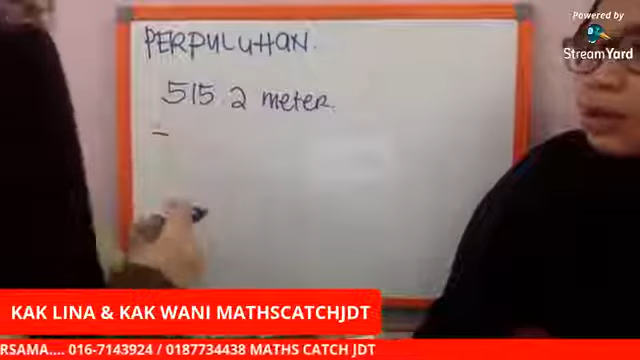 Powered by
StreamYard
PERPULUHAN.
515.2 meter.
–
KAK LINA & KAK WANI MATHSCATCHJDT
RSAMA.... 016-7143924 / 0187734438 MATHS CATCH JDT